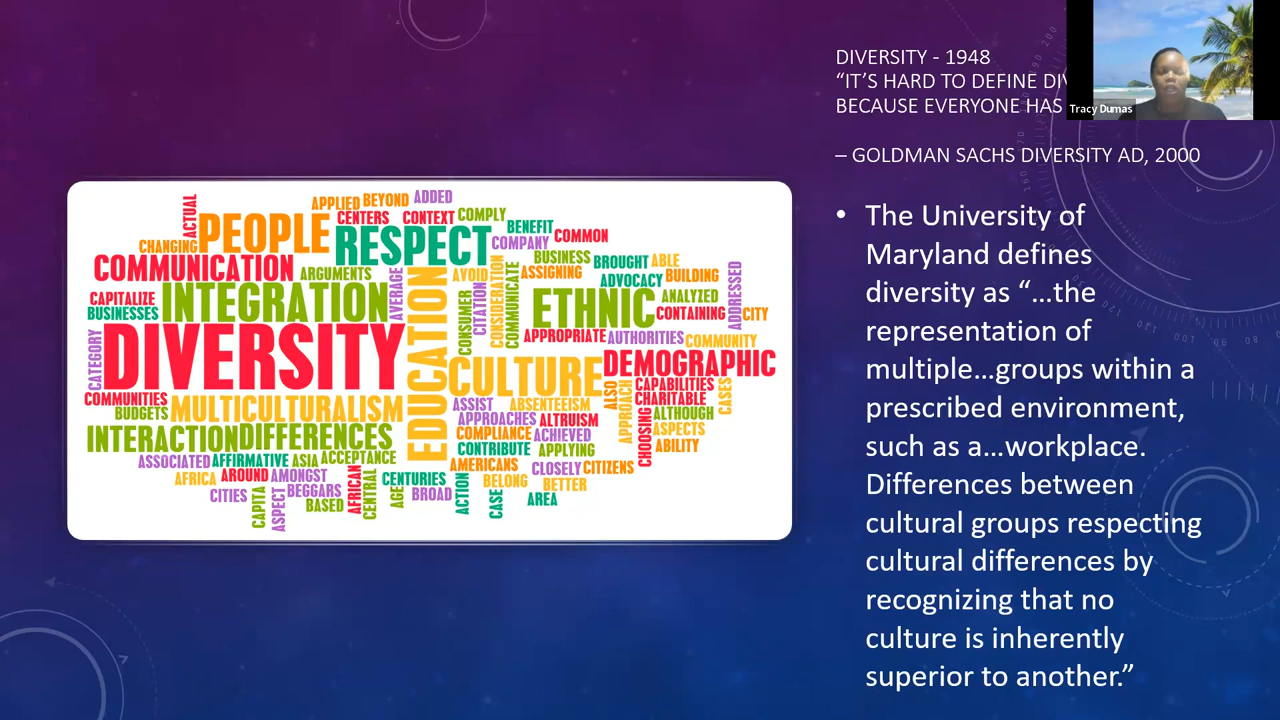 DIVERSITY - 1948
“IT’S HARD TO DEFINE
BECAUSE EVERYONE HAS
Tracy Dumas
– GOLDMAN SACHS DIVERSITY AD, 2000
• The University of
Maryland defines
diversity as “…the
representation of
multiple…groups within a
prescribed environment,
such as a…workplace.
Differences between
cultural groups respecting
cultural differences by
recognizing that no
culture is inherently
superior to another.”
ACTUAL
APPLIED BEYOND ADDED
PEOPLE CENTERS CONTEXT COMPLY
CHANGING RESPECT BENEFIT
COMPANY COMMON
COMMUNICATION ARGUMENTS AVERAGE AVOID CONSIDERATION COMMUNICATE
BUSINESS BROUGHT ABLE
ASSIGNING ADVOCACY BUILDING
CAPITALIZE INTEGRATION EDUCATION CONSUMER CITATION ETHNIC ANALYZED ADDRESSED
BUSINESSES CONTAINING CITY
CATEGORY DIVERSITY APPROPRIATE AUTHORITIES COMMUNITY
CULTURE DEMOGRAPHIC
ALSO APPROACH CAPABILITIES CASES
COMMUNITIES CHARITABLE
BUDGETS MULTICULTURALISM ASSIST ABSENTEEISM CHOOSING ALTHOUGH
APPROACHES ALTRUISM ASPECTS
INTERACTION DIFFERENCES COMPLIANCE ACHIEVED ABILITY
CONTRIBUTE APPLYING
ASSOCIATED AFFIRMATIVE ASIA ACCEPTANCE AMERICANS CLOSELY CITIZENS
AFRICA AROUND AMONGST AFRICAN CENTRAL CENTURIES ACTION BELONG BETTER
CITIES CAPITA ASPECT BEGGARS AGE BROAD CASE AREA
BASED